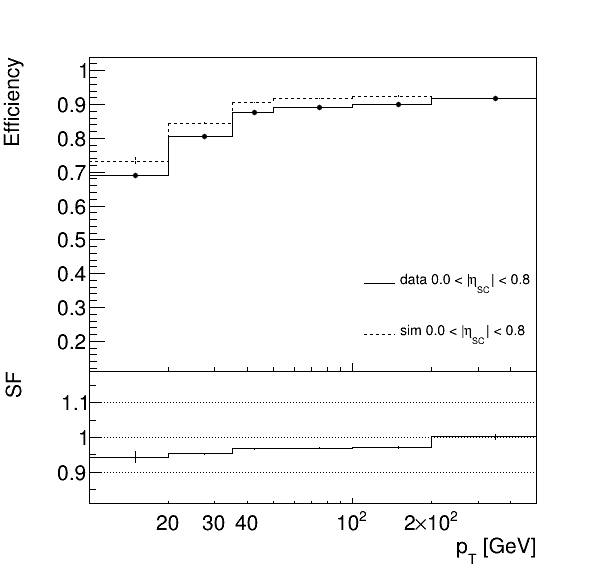 Efficiency
1
0.9
0.8
0.7
0.6
0.5
0.4
0.3
0.2
data 0.0 < |η_SC| < 0.8
sim 0.0 < |η_SC| < 0.8
SF
1.1
1
0.9
20 30 40 10² 2×10²
p_T [GeV]